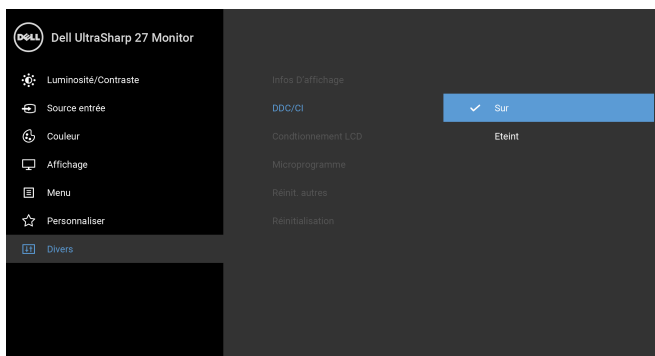 DELL Dell UltraSharp 27 Monitor
Luminosité/Contraste
Infos D'affichage
Source entrée
DDC/CI
Sur
Couleur
Condtionnement LCD
Eteint
Affichage
Microprogramme
Menu
Réinit. autres
Personnaliser
Réinitialisation
Divers